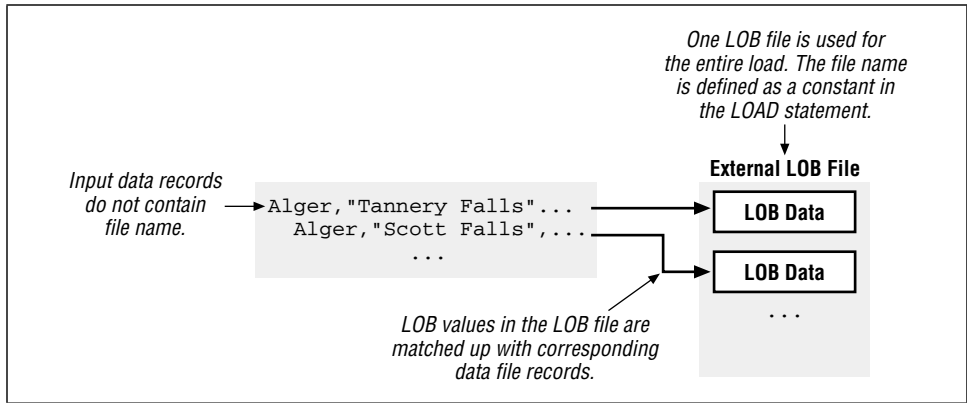 One LOB file is used for
the entire load. The file name
is defined as a constant in
the LOAD statement.
External LOB File
Input data records
do not contain
file name.
Alger,"Tannery Falls"...
Alger,"Scott Falls",...
...
LOB Data
LOB Data
...
LOB values in the LOB file are
matched up with corresponding
data file records.